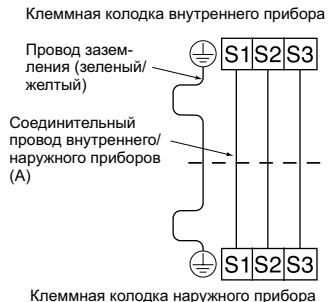 Клеммная колодка внутреннего прибора
Провод зазем-
ления (зеленый/
желтый)
S1 S2 S3
Соединительный
провод внутреннего/
наружного приборов
(A)
S1 S2 S3
Клеммная колодка наружного прибора